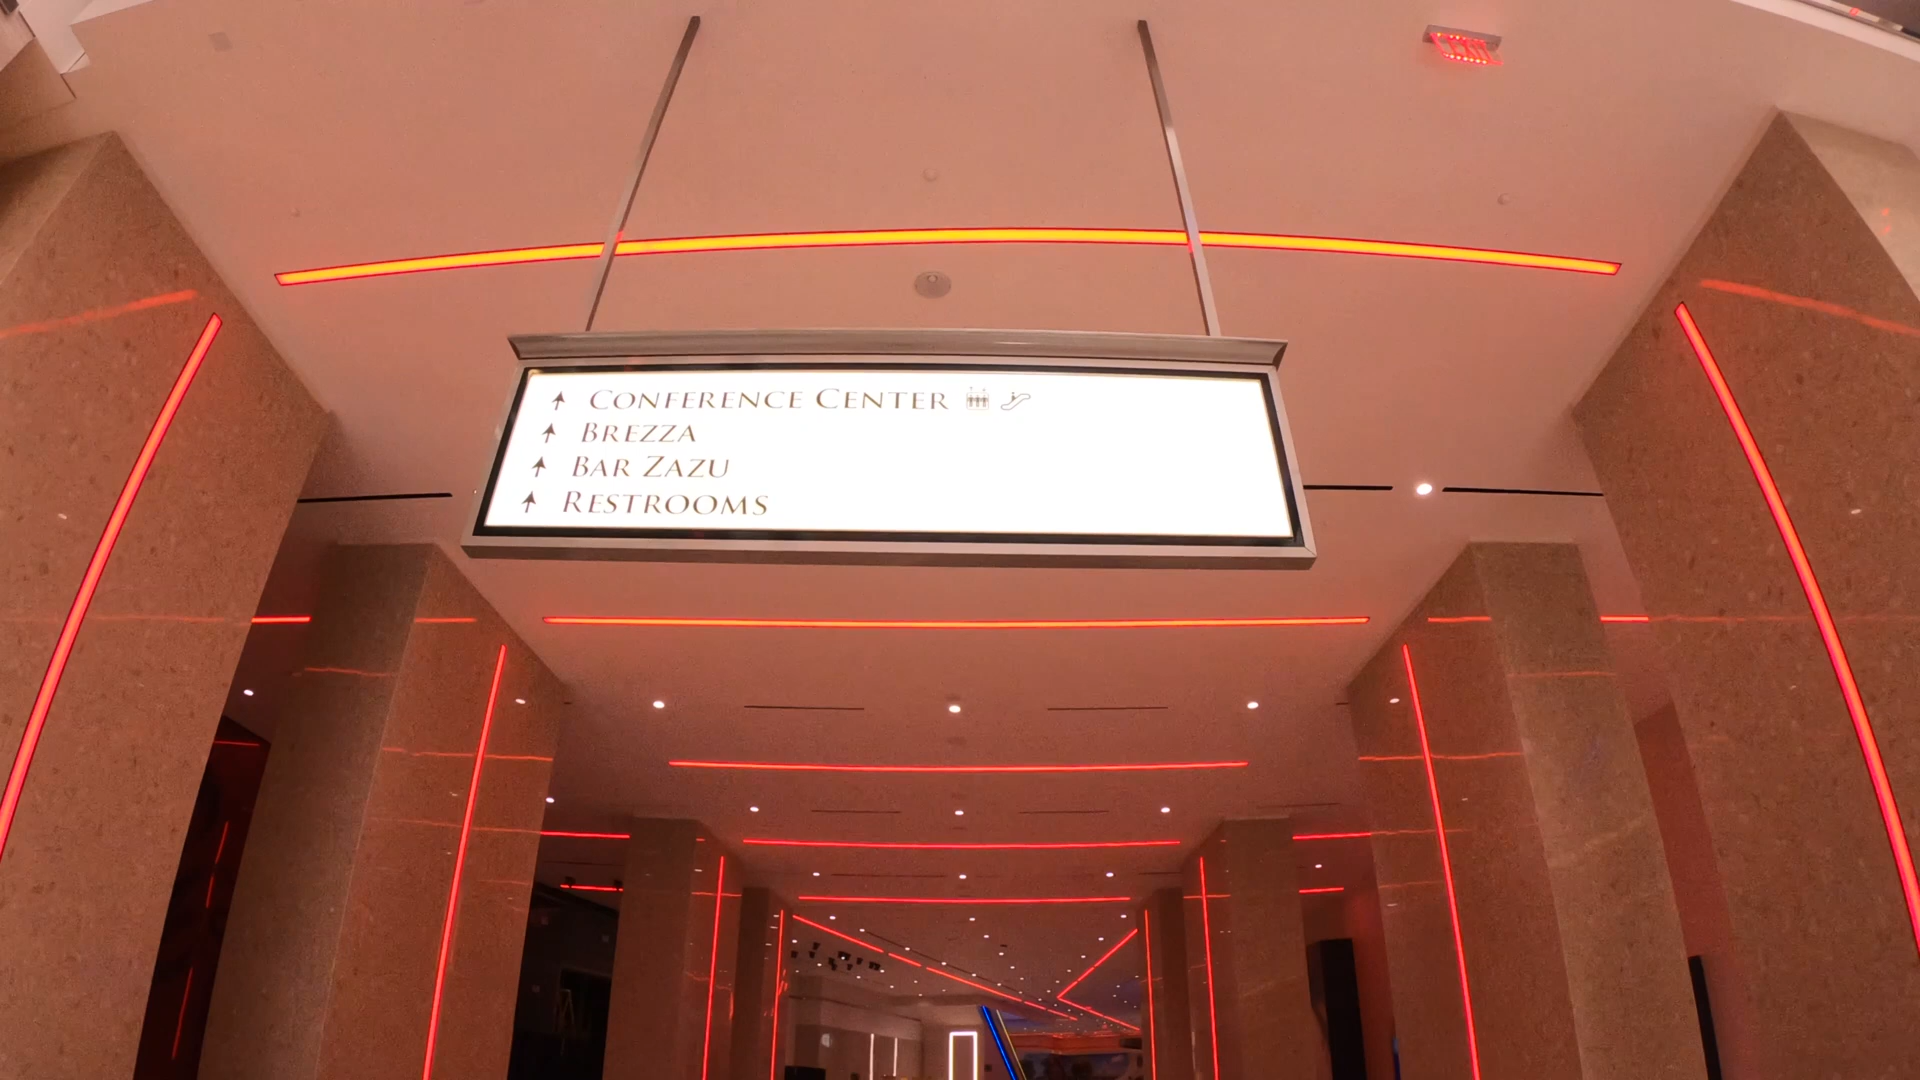 EXIT
CONFERENCE CENTER
BREZZA
BAR ZAZU
RESTROOMS